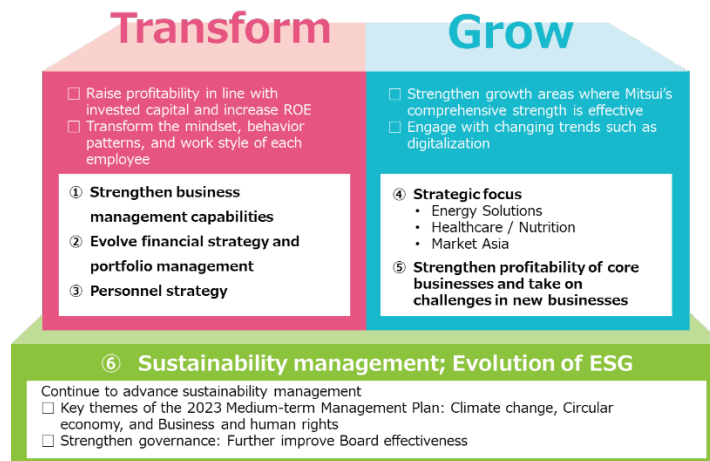 Transform
□ Raise profitability in line with
invested capital and increase ROE
□ Transform the mindset, behavior
patterns, and work style of each
employee
① Strengthen business
management capabilities
② Evolve financial strategy and
portfolio management
③ Personnel strategy
Grow
□ Strengthen growth areas where Mitsui's
comprehensive strength is effective
□ Engage with changing trends such as
digitalization
④ Strategic focus
• Energy Solutions
• Healthcare / Nutrition
• Market Asia
⑤ Strengthen profitability of core
businesses and take on
challenges in new businesses
⑥ Sustainability management; Evolution of ESG
Continue to advance sustainability management
□ Key themes of the 2023 Medium-term Management Plan: Climate change, Circular
economy, and Business and human rights
□ Strengthen governance: Further improve Board effectiveness